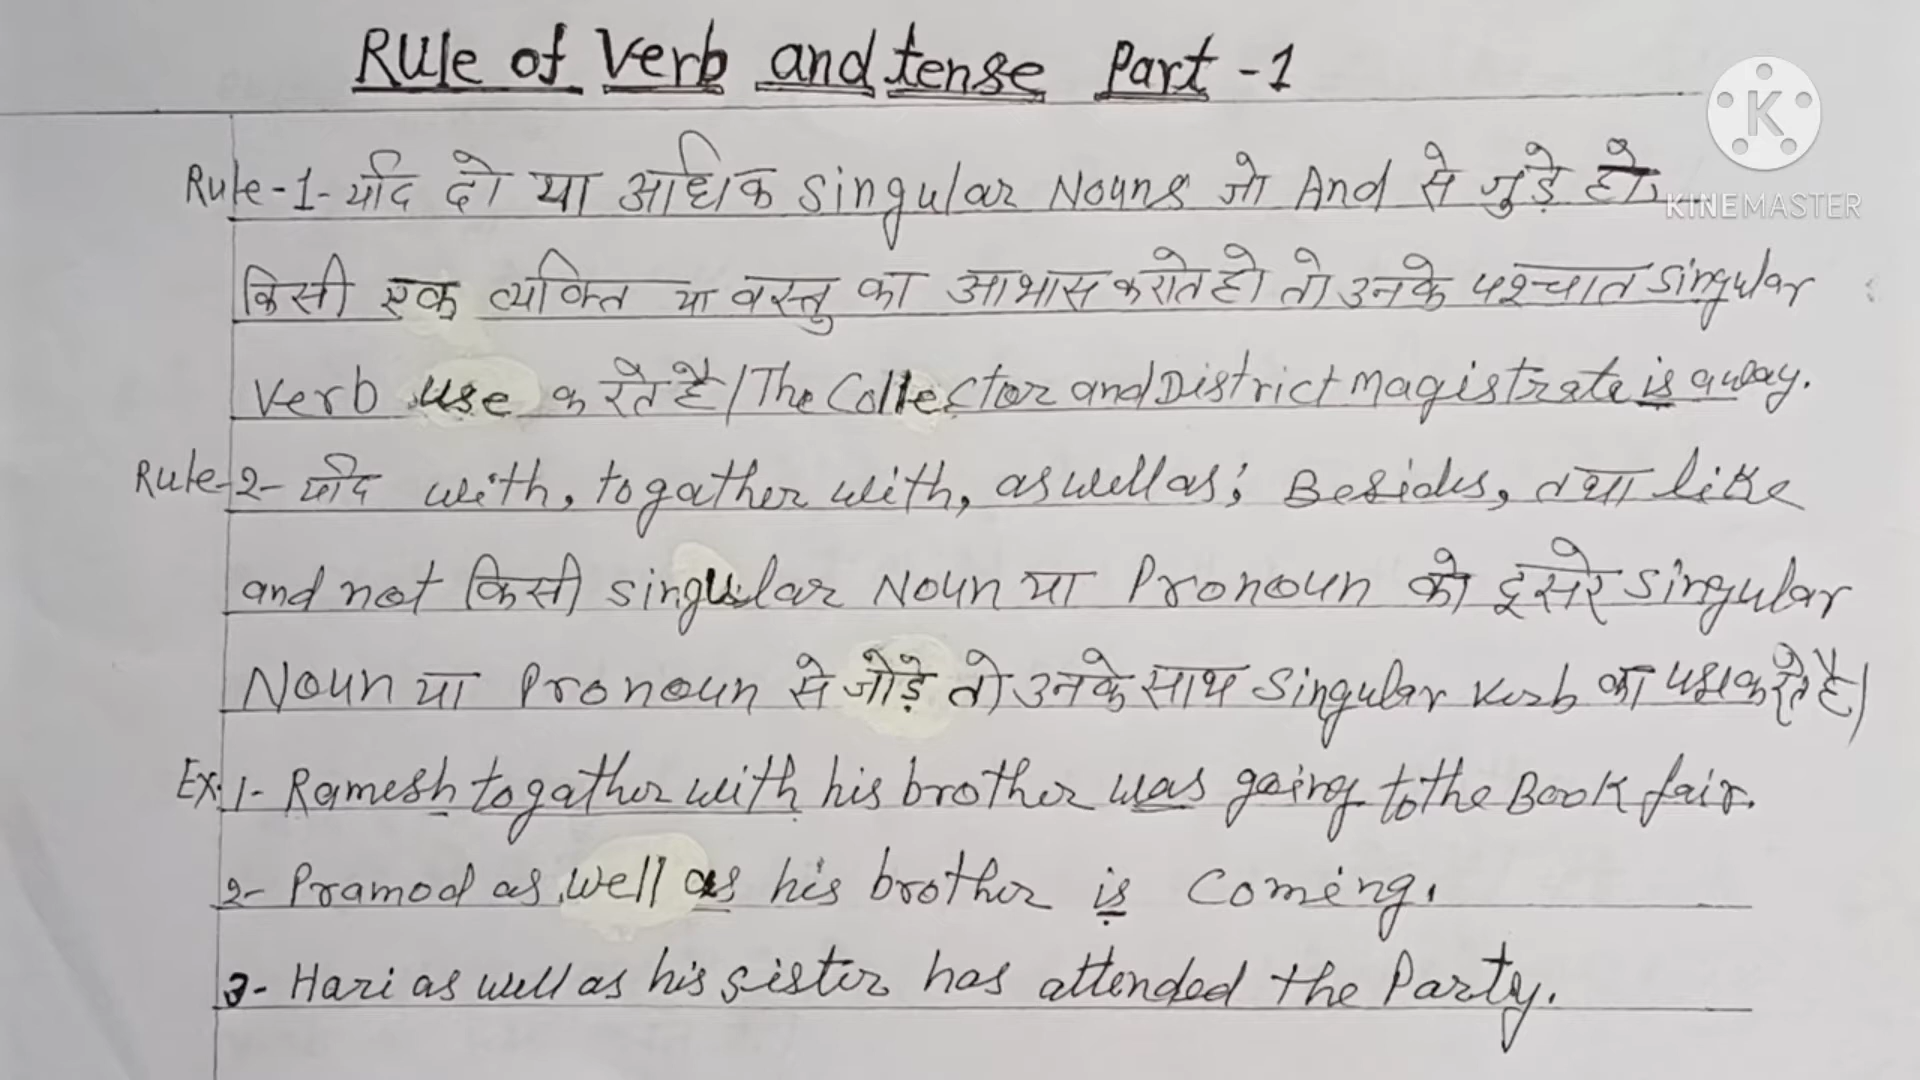 Rule of Verb and tense Part -1
K
KINEMASTER
Rule-1- यदि दो या अधिक singular Nouns जो And से जुड़े हो
किसी एक व्यक्ति या वस्तु का आभास कराते हो तो उनके पश्चात singular
Verb use करते है। The Collector and District Magistrate is away.
Rule-2- यदि with, togather with, as well as; Besides, तथा like
and not किसी singular Noun या Pronoun को दूसरे singular
Noun या Pronoun से जोड़े तो उनके साथ singular verb का use करते है।
Ex. 1- Ramesh togather with his brother was going to the Book fair.
2- Pramod as well as his brother is coming.
3- Hari as well as his sister has attended the Party.